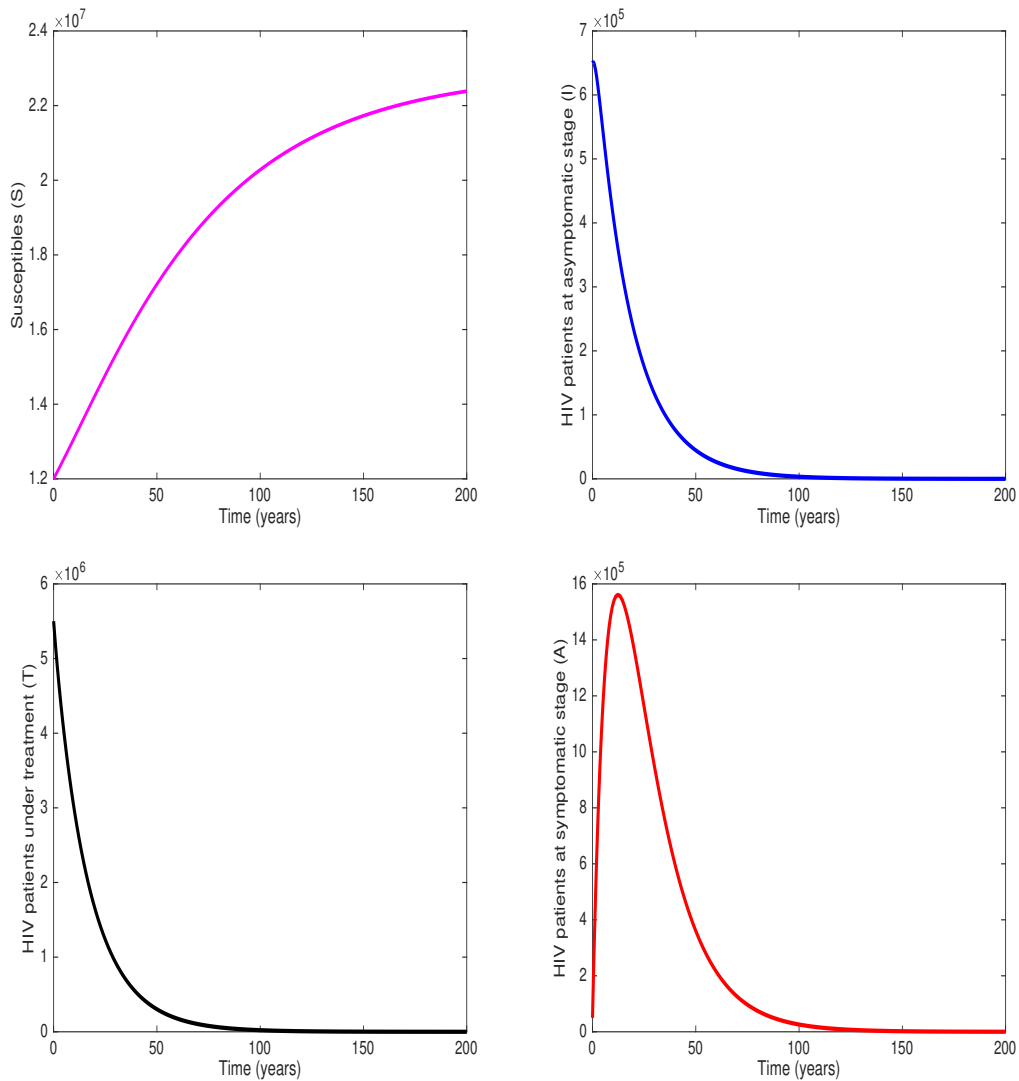 ×10^7
2.4
2.2
2
1.8
1.6
1.4
1.2
Susceptibles (S)
0 50 100 150 200
Time (years)
×10^5
7
6
5
4
3
2
1
0
HIV patients at asymptomatic stage (I)
0 50 100 150 200
Time (years)
×10^6
6
5
4
3
2
1
0
HIV patients under treatment (T)
0 50 100 150 200
Time (years)
×10^5
16
14
12
10
8
6
4
2
0
HIV patients at symptomatic stage (A)
0 50 100 150 200
Time (years)